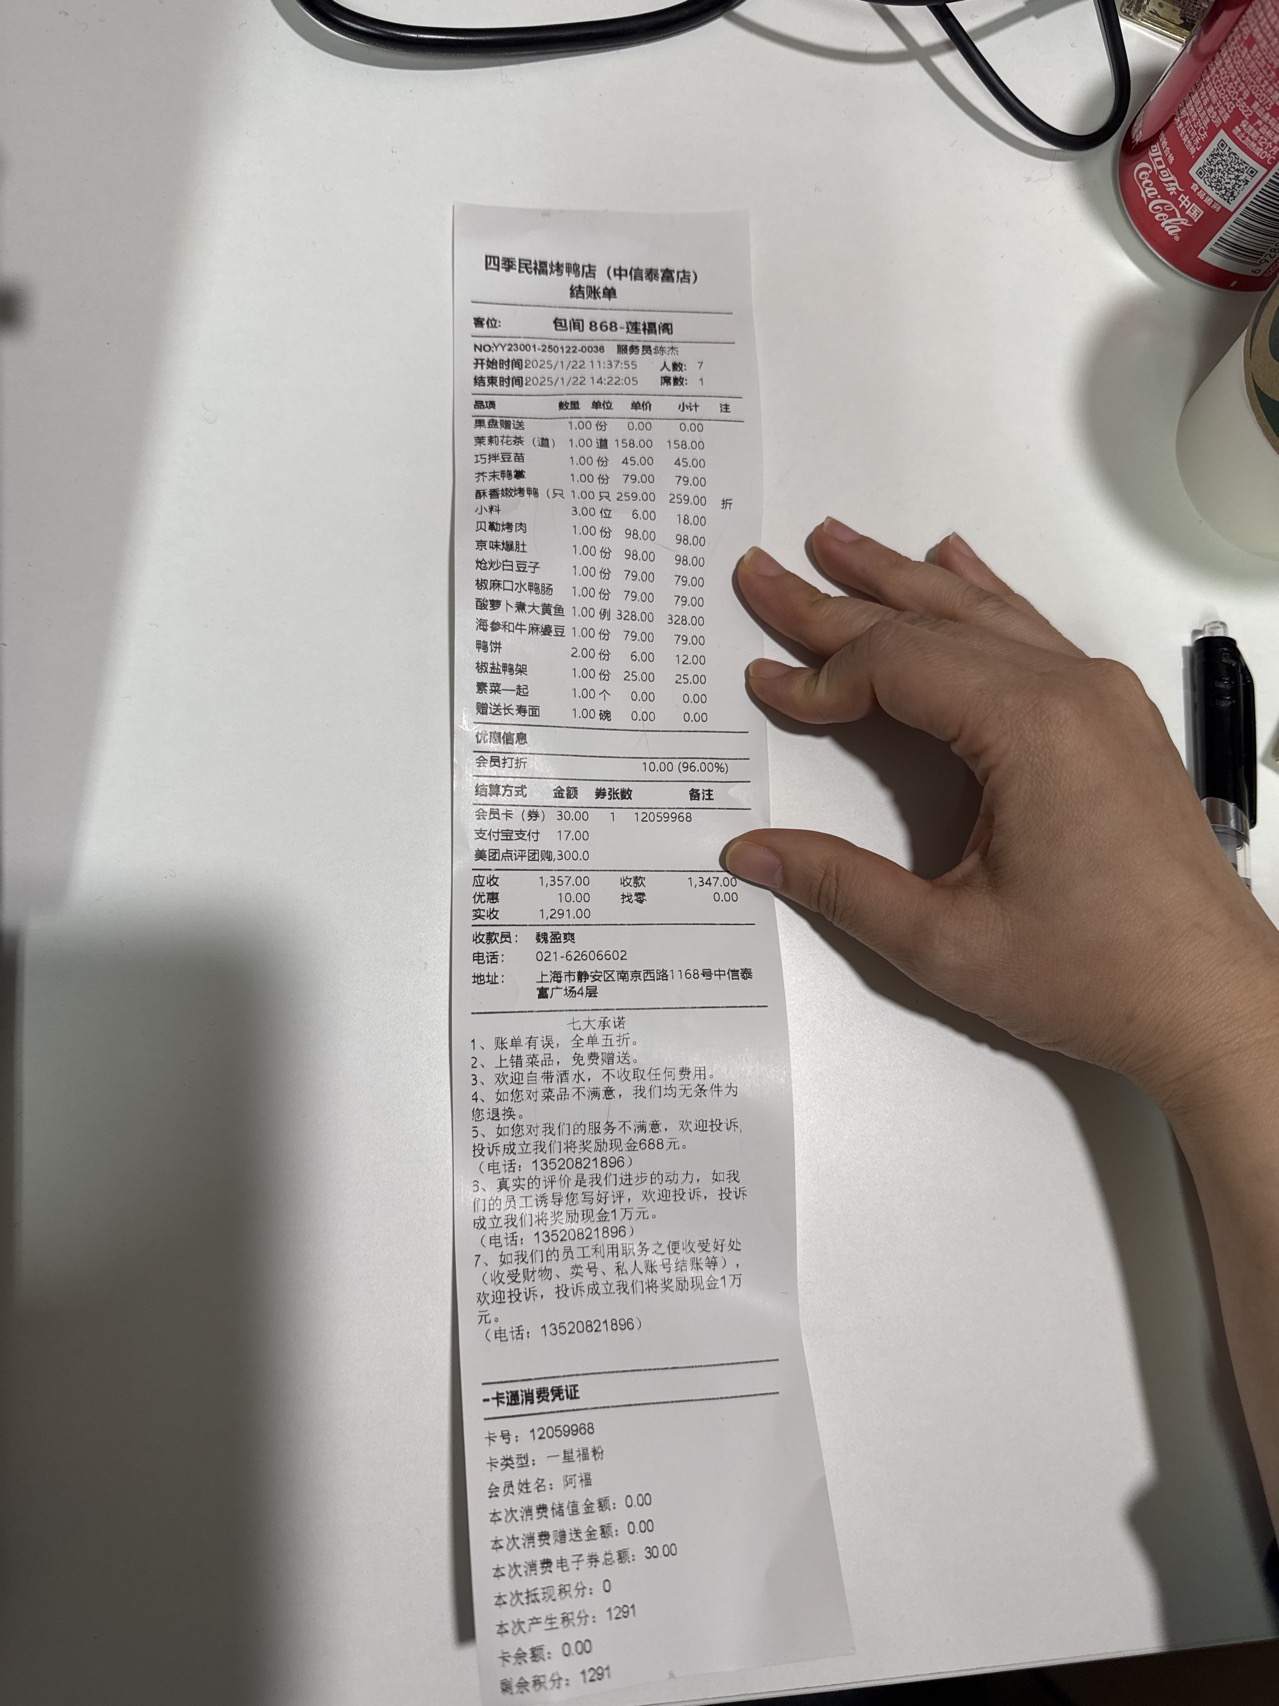 四季民福烤鸭店（中信泰富店）
结账单
客位： 包间 868-莲福阁
NO:YY23001-250122-0036 服务员:陈杰
开始时间2025/1/22 11:37:55 人数： 7
结束时间2025/1/22 14:22:05 席数： 1
品项 数量 单位 单价 小计 注
果盘赠送 1.00 份 0.00 0.00
茉莉花茶（道） 1.00 道 158.00 158.00
巧拌豆苗 1.00 份 45.00 45.00
芥末鸭掌 1.00 份 79.00 79.00
酥香嫩烤鸭（只 1.00 只 259.00 259.00 折
小料 3.00 位 6.00 18.00
贝勒烤肉 1.00 份 98.00 98.00
京味爆肚 1.00 份 98.00 98.00
炝炒白豆子 1.00 份 79.00 79.00
椒麻口水鸭肠 1.00 份 79.00 79.00
酸萝卜煮大黄鱼 1.00 例 328.00 328.00
海参和牛麻婆豆 1.00 份 79.00 79.00
鸭饼 2.00 份 6.00 12.00
椒盐鸭架 1.00 份 25.00 25.00
素菜一起 1.00 个 0.00 0.00
赠送长寿面 1.00 碗 0.00 0.00
优惠信息
会员打折 10.00 (96.00%)
结算方式 金额 券张数 备注
会员卡（券） 30.00 1 12059968
支付宝支付 17.00
美团点评团购,300.0
应收 1,357.00 收款 1,347.00
优惠 10.00 找零 0.00
实收 1,291.00
收款员： 魏盈爽
电话： 021-62606602
地址： 上海市静安区南京西路1168号中信泰
富广场4层
七大承诺
1、账单有误，全单五折。
2、上错菜品，免费赠送。
3、欢迎自带酒水，不收取任何费用。
4、如您对菜品不满意，我们均无条件为
您退换。
5、如您对我们的服务不满意，欢迎投诉，
投诉成立我们将奖励现金688元。
（电话：13520821896）
6、真实的评价是我们进步的动力，如我
们的员工诱导您写好评，欢迎投诉，投诉
成立我们将奖励现金1万元。
（电话：13520821896）
7、如我们的员工利用职务之便收受好处
（收受财物、卖号、私人账号结账等），
欢迎投诉，投诉成立我们将奖励现金1万
元。
（电话：13520821896）
一卡通消费凭证
卡号：12059968
卡类型：一星福粉
会员姓名：阿福
本次消费储值金额：0.00
本次消费赠送金额：0.00
本次消费电子券总额：30.00
本次抵现积分：0
本次产生积分：1291
卡余额：0.00
剩余积分：1291
可口可乐 中国
Coca-Cola